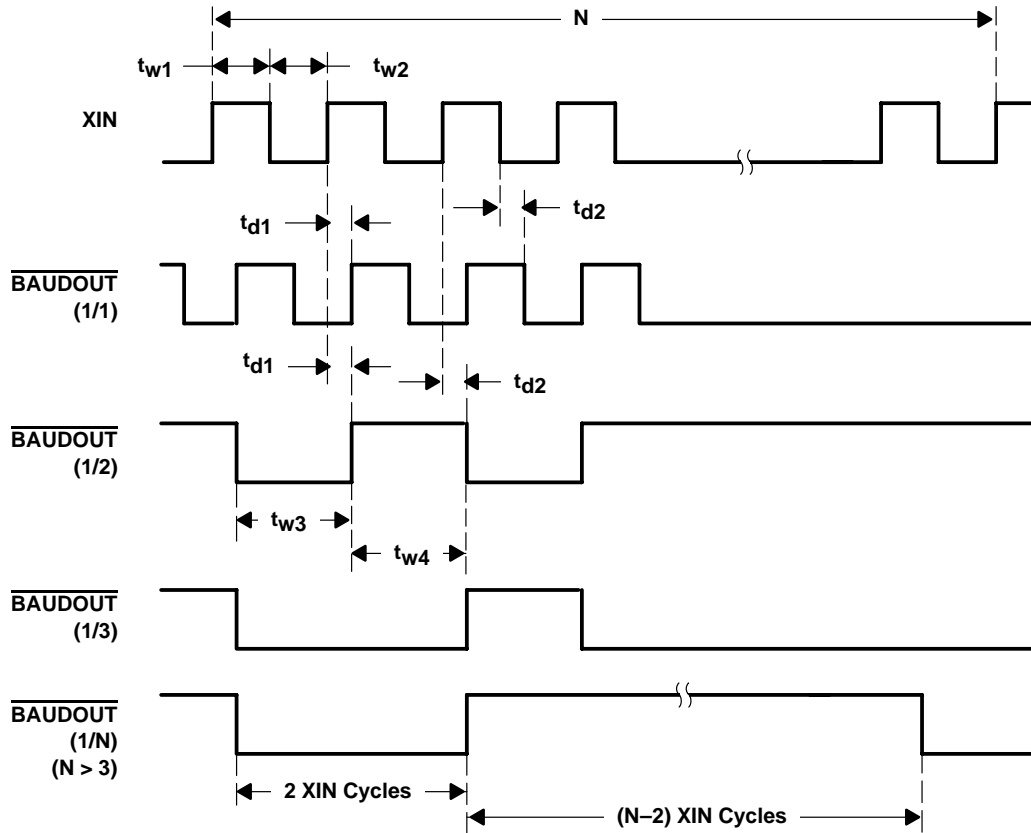 N
tw1
tw2
XIN
td1
td2
BAUDOUT
(1/1)
td1
td2
BAUDOUT
(1/2)
tw3
tw4
BAUDOUT
(1/3)
BAUDOUT
(1/N)
(N > 3)
2 XIN Cycles
(N–2) XIN Cycles